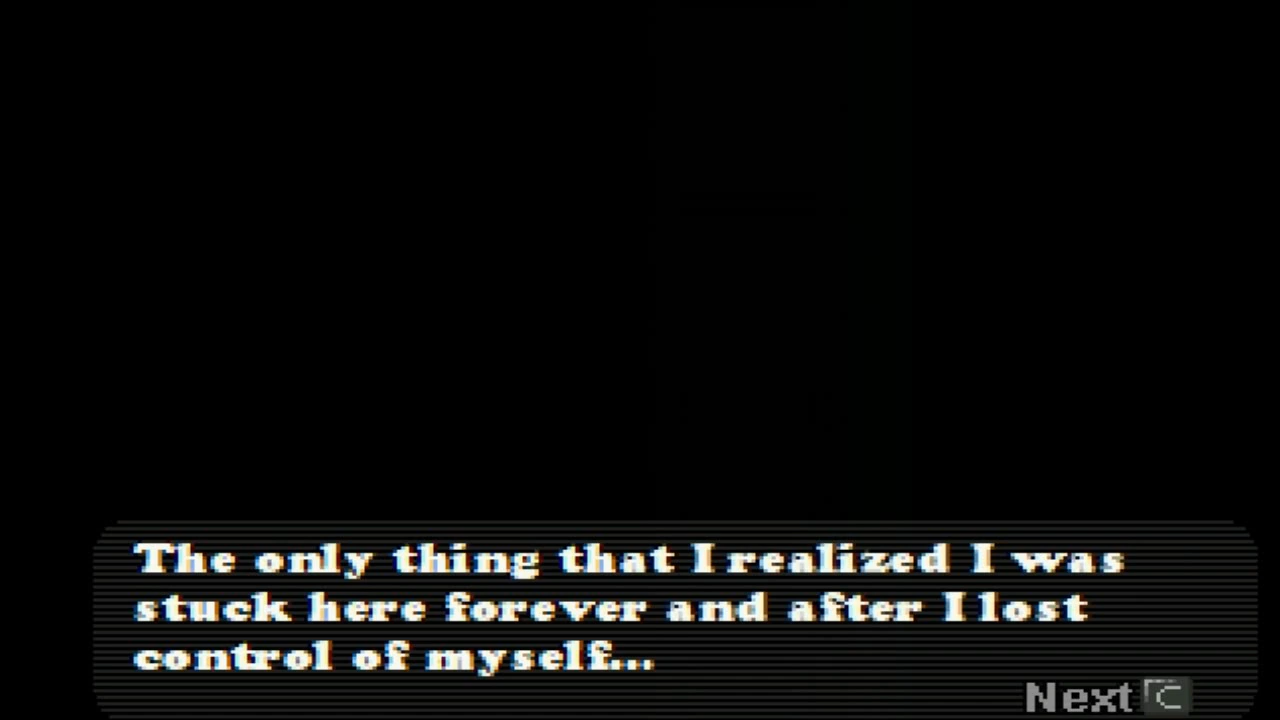 The only thing that I realized I was
stuck here forever and after I lost
control of myself...
Next C